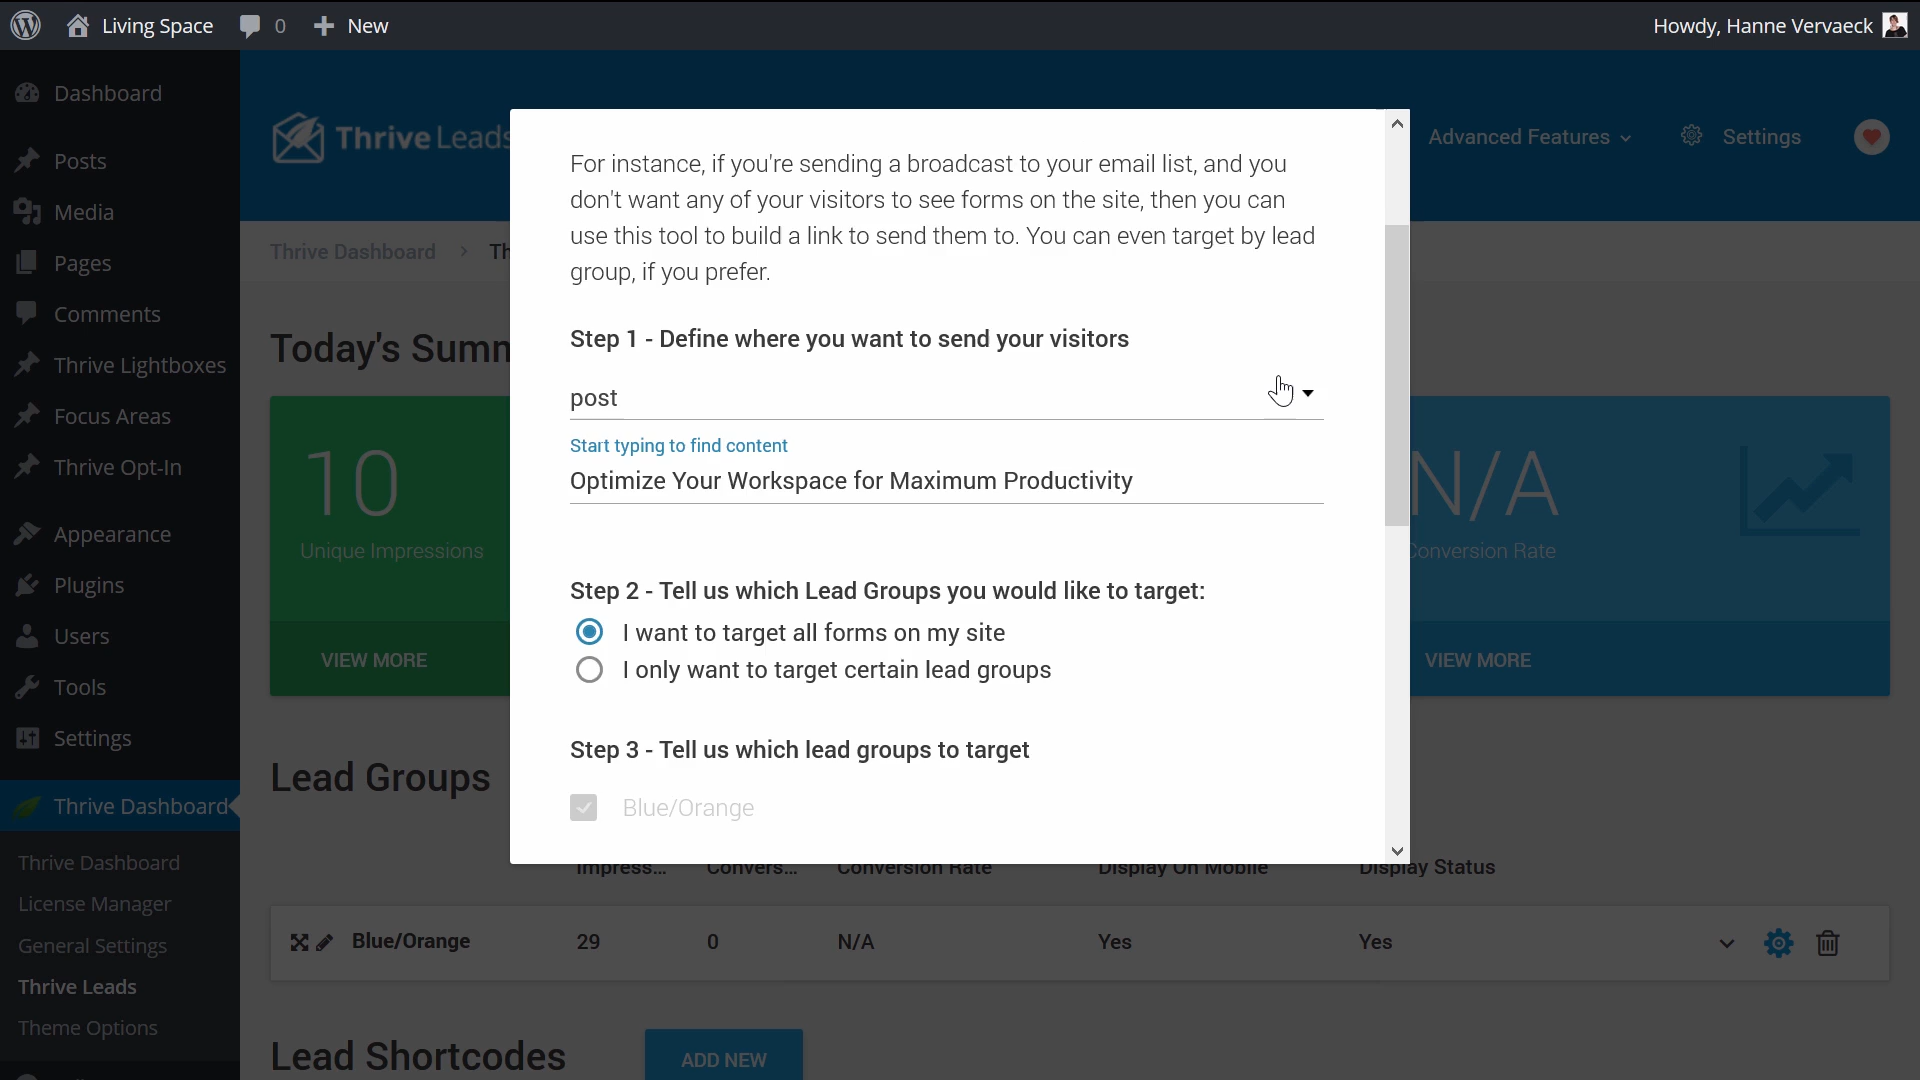 Living Space
0
New
Howdy, Hanne Vervaeck
Dashboard
Posts
Media
Pages
Comments
Thrive Lightboxes
Focus Areas
Thrive Opt-In
Appearance
Plugins
Users
Tools
Settings
Thrive Dashboard
Thrive Dashboard
License Manager
General Settings
Thrive Leads
Theme Options
Thrive Leads
Advanced Features
Settings
Thrive Dashboard > Th
Today's Summ
10
Unique Impressions
VIEW MORE
N/A
Conversion Rate
VIEW MORE
For instance, if you're sending a broadcast to your email list, and you
don't want any of your visitors to see forms on the site, then you can
use this tool to build a link to send them to. You can even target by lead
group, if you prefer.
Step 1 - Define where you want to send your visitors
post
Start typing to find content
Optimize Your Workspace for Maximum Productivity
Step 2 - Tell us which Lead Groups you would like to target:
I want to target all forms on my site
I only want to target certain lead groups
Step 3 - Tell us which lead groups to target
Blue/Orange
Lead Groups
Impress... Convers... Conversion Rate Display On Mobile Display Status
Blue/Orange 29 0 N/A Yes Yes
Lead Shortcodes
ADD NEW